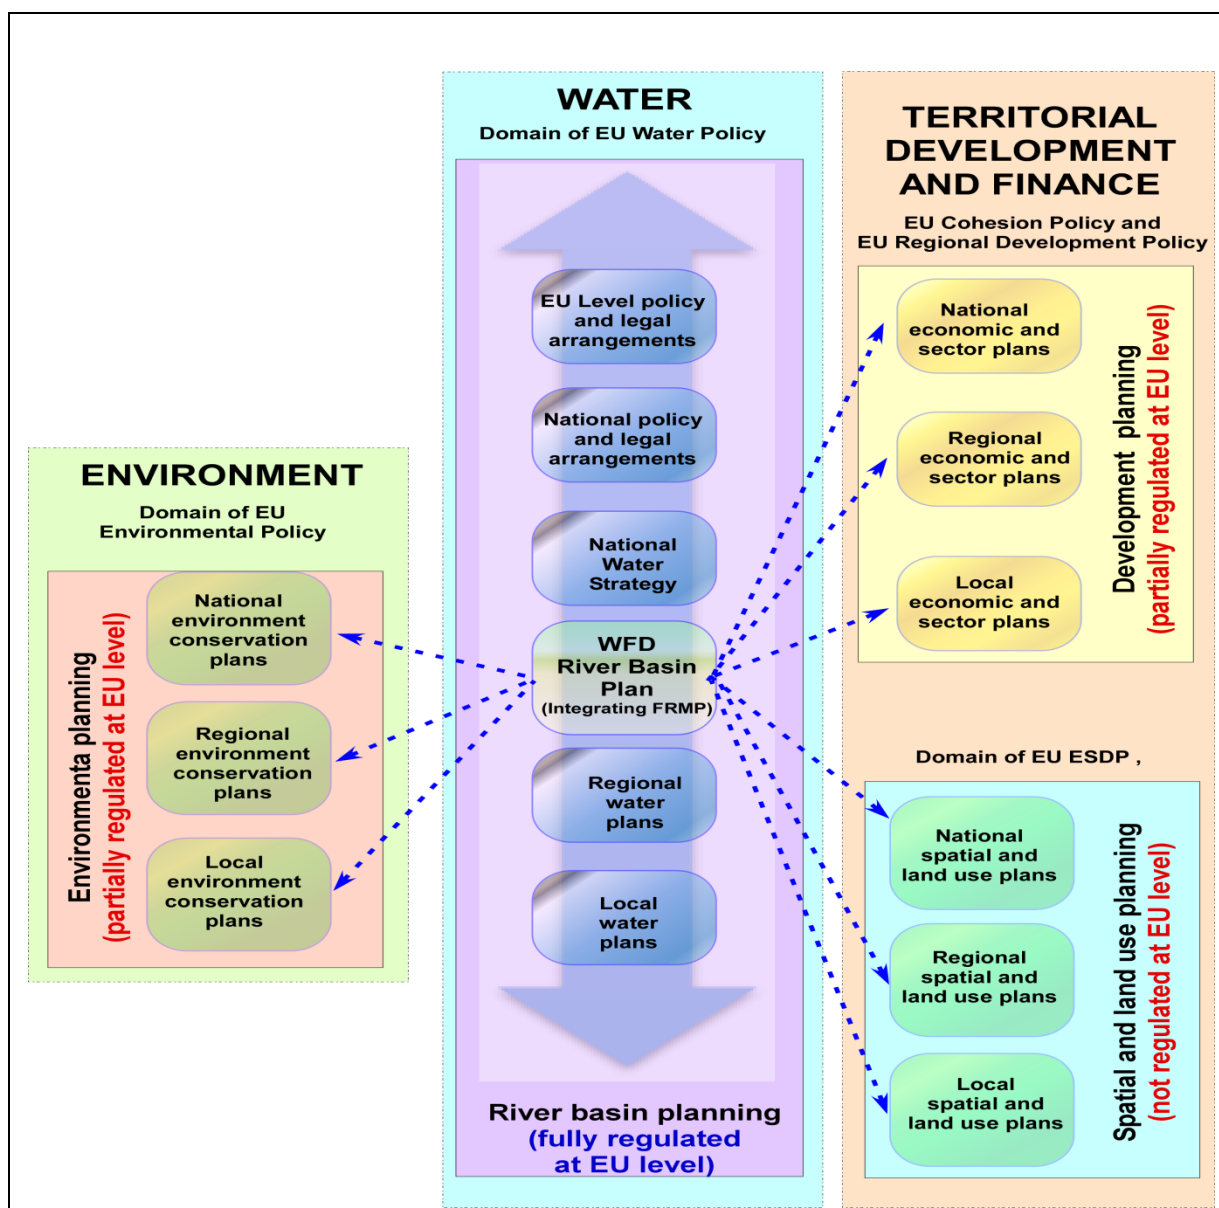 WATER
Domain of EU Water Policy
EU Level policy
and legal
arrangements
National policy
and legal
arrangements
National
Water
Strategy
WFD
River Basin
Plan
(Integrating FRMP)
Regional
water
plans
Local
water
plans
River basin planning
(fully regulated
at EU level)
ENVIRONMENT
Domain of EU
Environmental Policy
Environmenta planning
(partially regulated at EU level)
National
environment
conservation
plans
Regional
environment
conservation
plans
Local
environment
conservation
plans
TERRITORIAL
DEVELOPMENT
AND FINANCE
EU Cohesion Policy and
EU Regional Development Policy
National
economic and
sector plans
Regional
economic and
sector plans
Local
economic and
sector plans
Development planning
(partially regulated at EU level)
Domain of EU ESDP ,
National
spatial and
land use plans
Regional
spatial and
land use plans
Local
spatial and
land use plans
Spatial and land use planning
(not regulated at EU level)